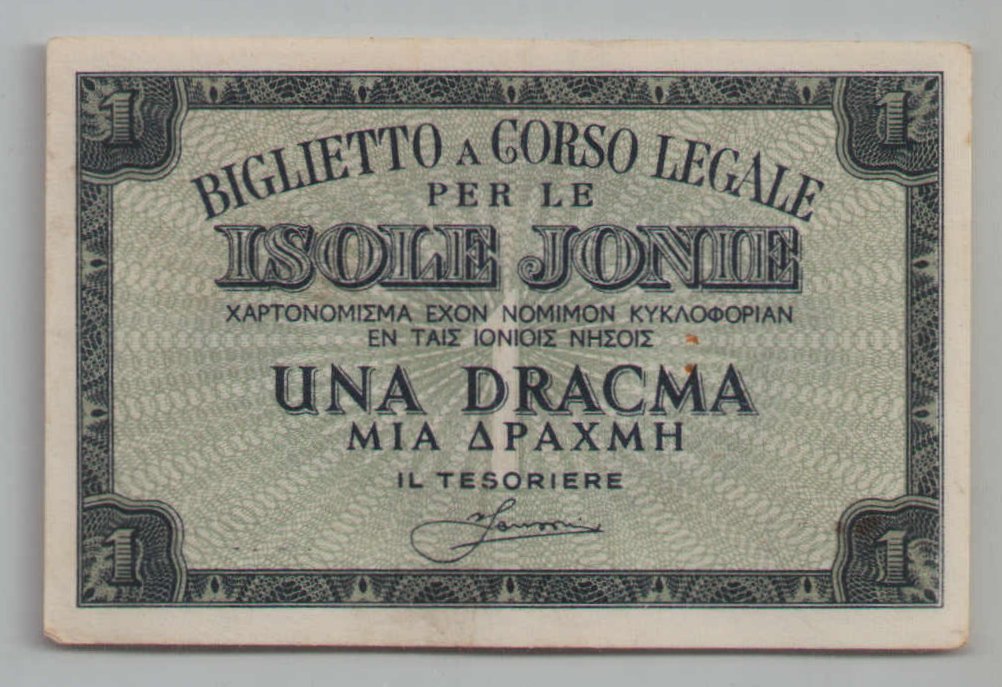 1 1
BIGLIETTO A CORSO LEGALE
PER LE
ISOLE JONIE
ΧΑΡΤΟΝΟΜΙΣΜΑ ΕΧΟΝ ΝΟΜΙΜΟΝ ΚΥΚΛΟΦΟΡΙΑΝ
ΕΝ ΤΑΙΣ ΙΟΝΙΟΙΣ ΝΗΣΟΙΣ
UNA DRACMA
ΜΙΑ ΔΡΑΧΜΗ
IL TESORIERE
1 1